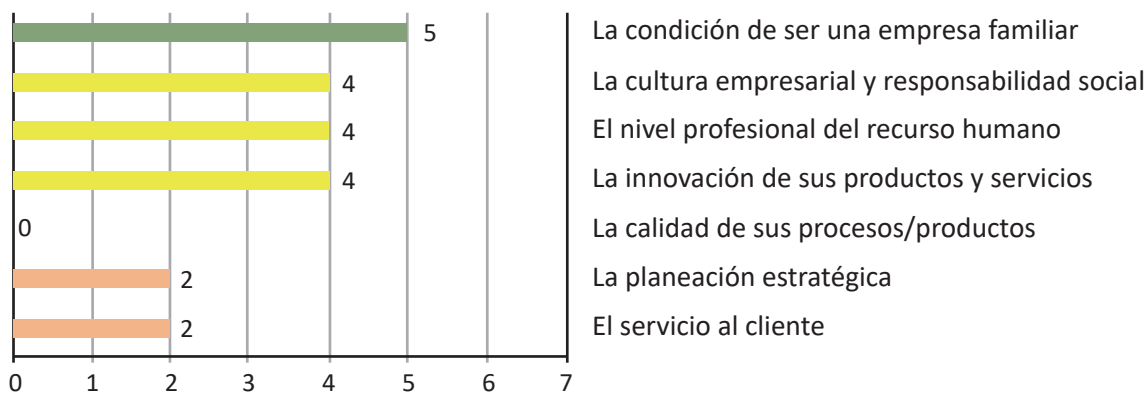 5 La condición de ser una empresa familiar
4 La cultura empresarial y responsabilidad social
4 El nivel profesional del recurso humano
4 La innovación de sus productos y servicios
0 La calidad de sus procesos/productos
2 La planeación estratégica
2 El servicio al cliente
0 1 2 3 4 5 6 7